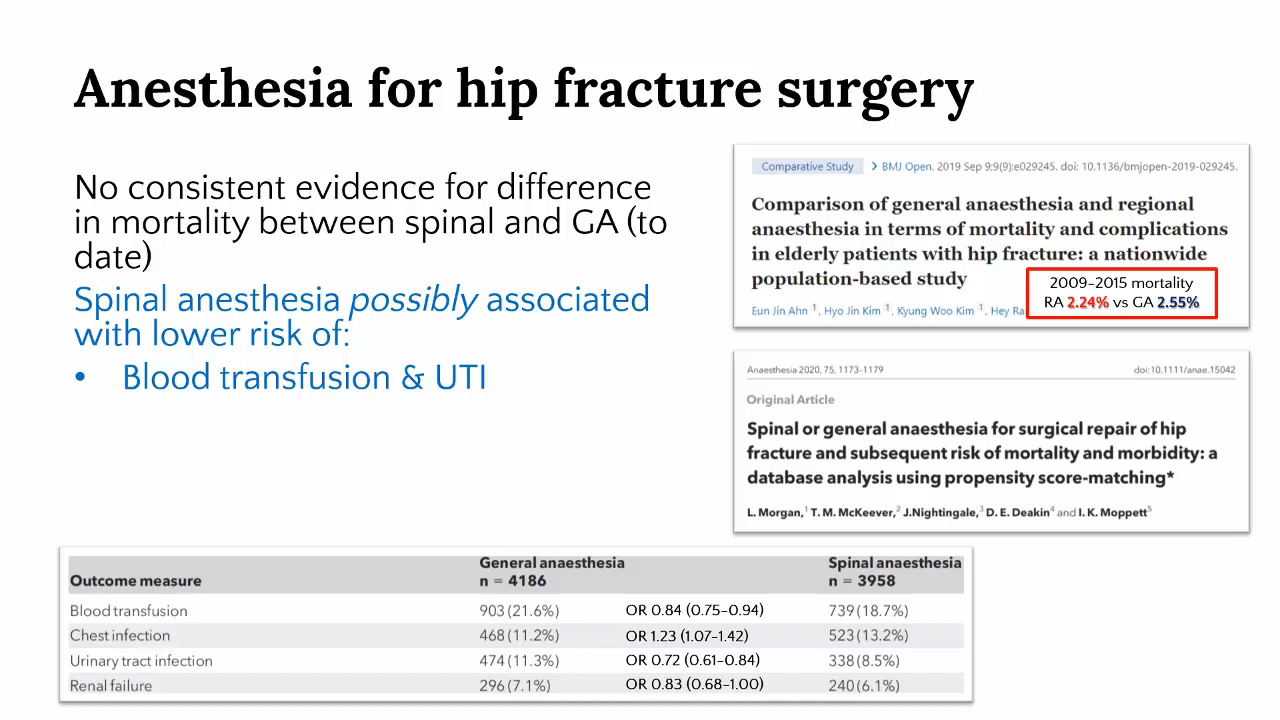 Anesthesia for hip fracture surgery
No consistent evidence for difference
in mortality between spinal and GA (to
date)
Spinal anesthesia possibly associated
with lower risk of:
• Blood transfusion & UTI
Comparative Study > BMJ Open. 2019 Sep 9;9(9):e029245. doi: 10.1136/bmjopen-2019-029245.
Comparison of general anaesthesia and regional
anaesthesia in terms of mortality and complications
in elderly patients with hip fracture: a nationwide
population-based study
Eun Jin Ahn 1, Hyo Jin Kim 1, Kyung Woo Kim 1, Hey Ra
2009-2015 mortality
RA 2.24% vs GA 2.55%
Anaesthesia 2020, 75, 1173–1179 doi:10.1111/anae.15042
Original Article
Spinal or general anaesthesia for surgical repair of hip
fracture and subsequent risk of mortality and morbidity: a
database analysis using propensity score-matching*
L. Morgan,1 T. M. McKeever,2 J.Nightingale,3 D. E. Deakin4 and I. K. Moppett5
General anaesthesia Spinal anaesthesia
Outcome measure n = 4186 n = 3958
Blood transfusion 903 (21.6%) OR 0.84 (0.75-0.94) 739 (18.7%)
Chest infection 468 (11.2%) OR 1.23 (1.07-1.42) 523 (13.2%)
Urinary tract infection 474 (11.3%) OR 0.72 (0.61-0.84) 338 (8.5%)
Renal failure 296 (7.1%) OR 0.83 (0.68-1.00) 240 (6.1%)